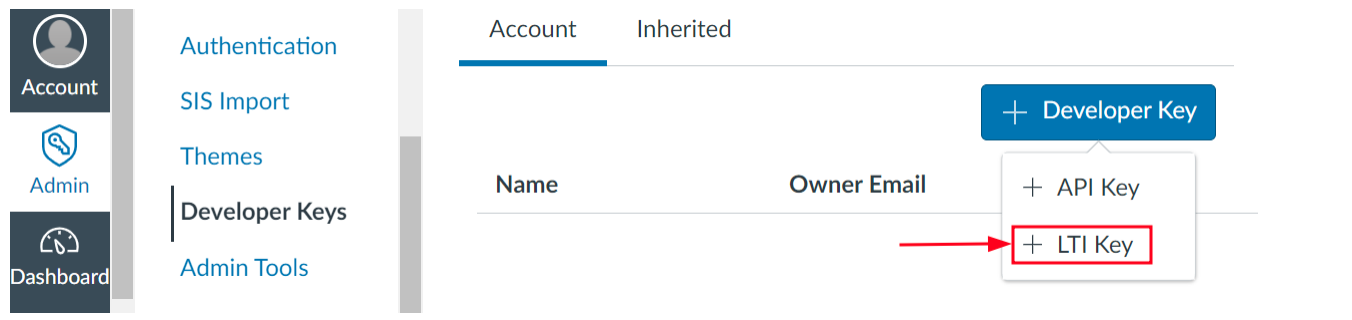 Account
Admin
Dashboard
Authentication
SIS Import
Themes
Developer Keys
Admin Tools
Account Inherited
+ Developer Key
Name Owner Email
+ API Key
+ LTI Key